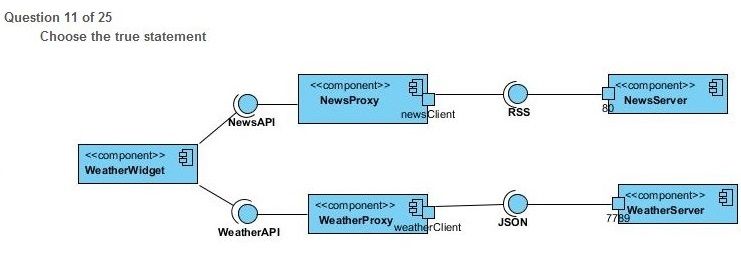 Question 11 of 25
Choose the true statement
<<component>>
NewsProxy
newsClient
NewsAPI
RSS
<<component>>
NewsServer
80
<<component>>
WeatherWidget
<<component>>
WeatherProxy
weatherClient
WeatherAPI
JSON
<<component>>
WeatherServer
7789